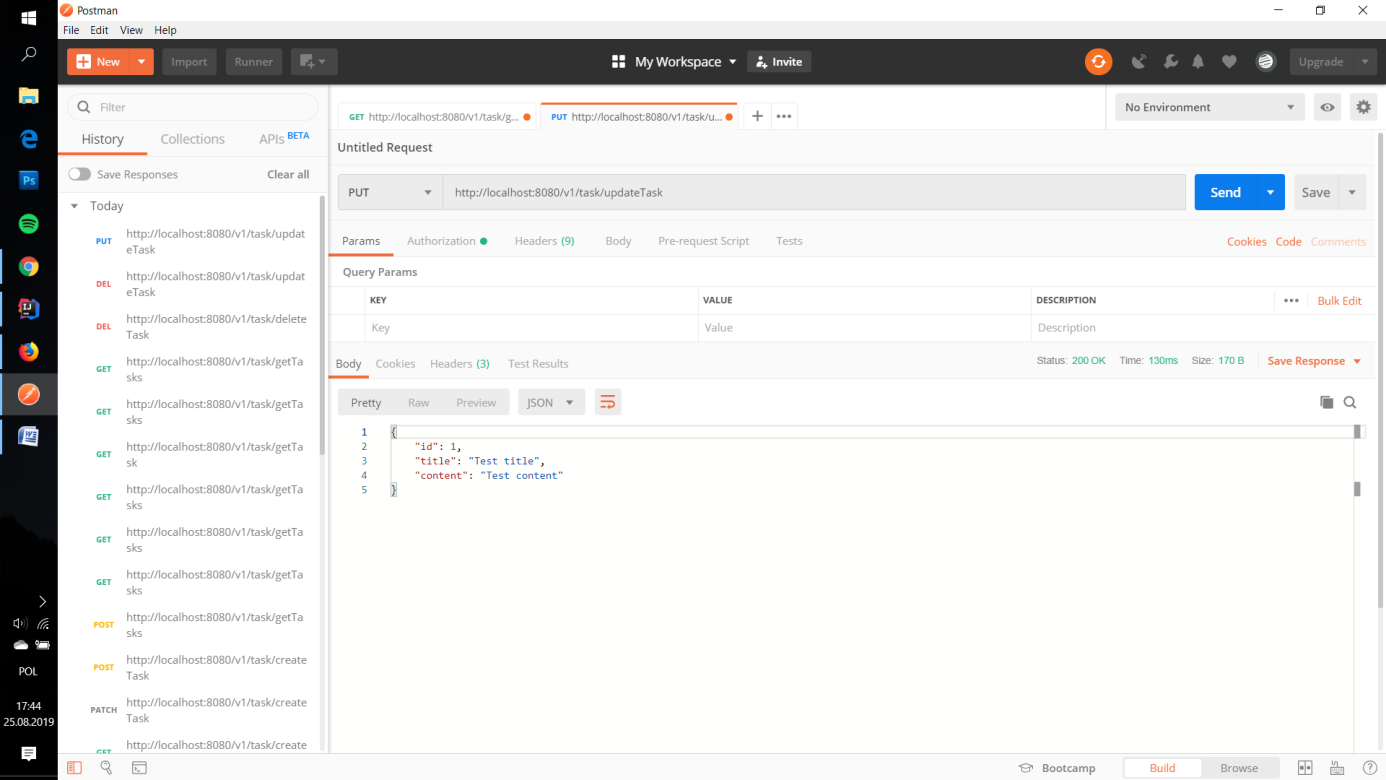 Postman
File Edit View Help
New Import Runner My Workspace Invite Upgrade
Filter
History Collections APIs BETA
Save Responses Clear all
Today
PUT http://localhost:8080/v1/task/updat
eTask
DEL http://localhost:8080/v1/task/updat
eTask
DEL http://localhost:8080/v1/task/delete
Task
GET http://localhost:8080/v1/task/getTa
sks
GET http://localhost:8080/v1/task/getTa
sks
GET http://localhost:8080/v1/task/getTa
sk
GET http://localhost:8080/v1/task/getTa
sks
GET http://localhost:8080/v1/task/getTa
sks
GET http://localhost:8080/v1/task/getTa
sks
POST http://localhost:8080/v1/task/getTa
sks
POST http://localhost:8080/v1/task/create
Task
PATCH http://localhost:8080/v1/task/create
Task
GET http://localhost:8080/v1/task/create
GET http://localhost:8080/v1/task/g... PUT http://localhost:8080/v1/task/u... No Environment
Untitled Request
PUT http://localhost:8080/v1/task/updateTask Send Save
Params Authorization Headers (9) Body Pre-request Script Tests Cookies Code Comments
Query Params
KEY VALUE DESCRIPTION Bulk Edit
Key Value Description
Body Cookies Headers (3) Test Results Status: 200 OK Time: 130ms Size: 170 B Save Response
Pretty Raw Preview JSON
1 {
2 "id": 1,
3 "title": "Test title",
4 "content": "Test content"
5 }
Bootcamp Build Browse
Ps
POL
17:44
25.08.2019